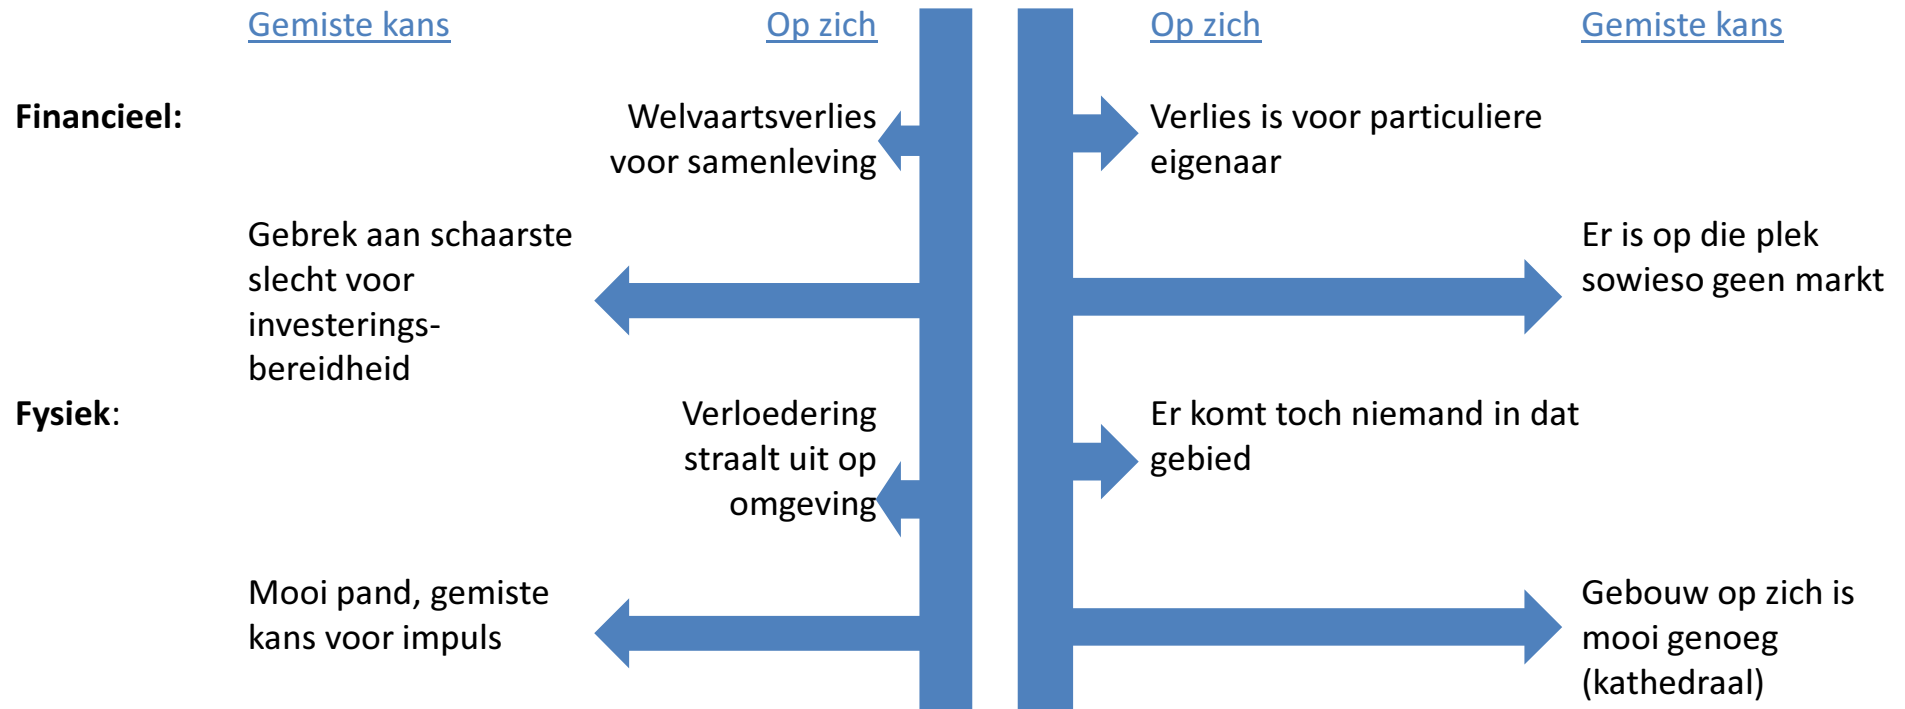 Gemiste kans
Op zich
Op zich
Gemiste kans
Financieel:
Welvaartsverlies
voor samenleving
Verlies is voor particuliere
eigenaar
Gebrek aan schaarste
slecht voor
investerings-
bereidheid
Er is op die plek
sowieso geen markt
Fysiek:
Verloedering
straalt uit op
omgeving
Er komt toch niemand in dat
gebied
Mooi pand, gemiste
kans voor impuls
Gebouw op zich is
mooi genoeg
(kathedraal)